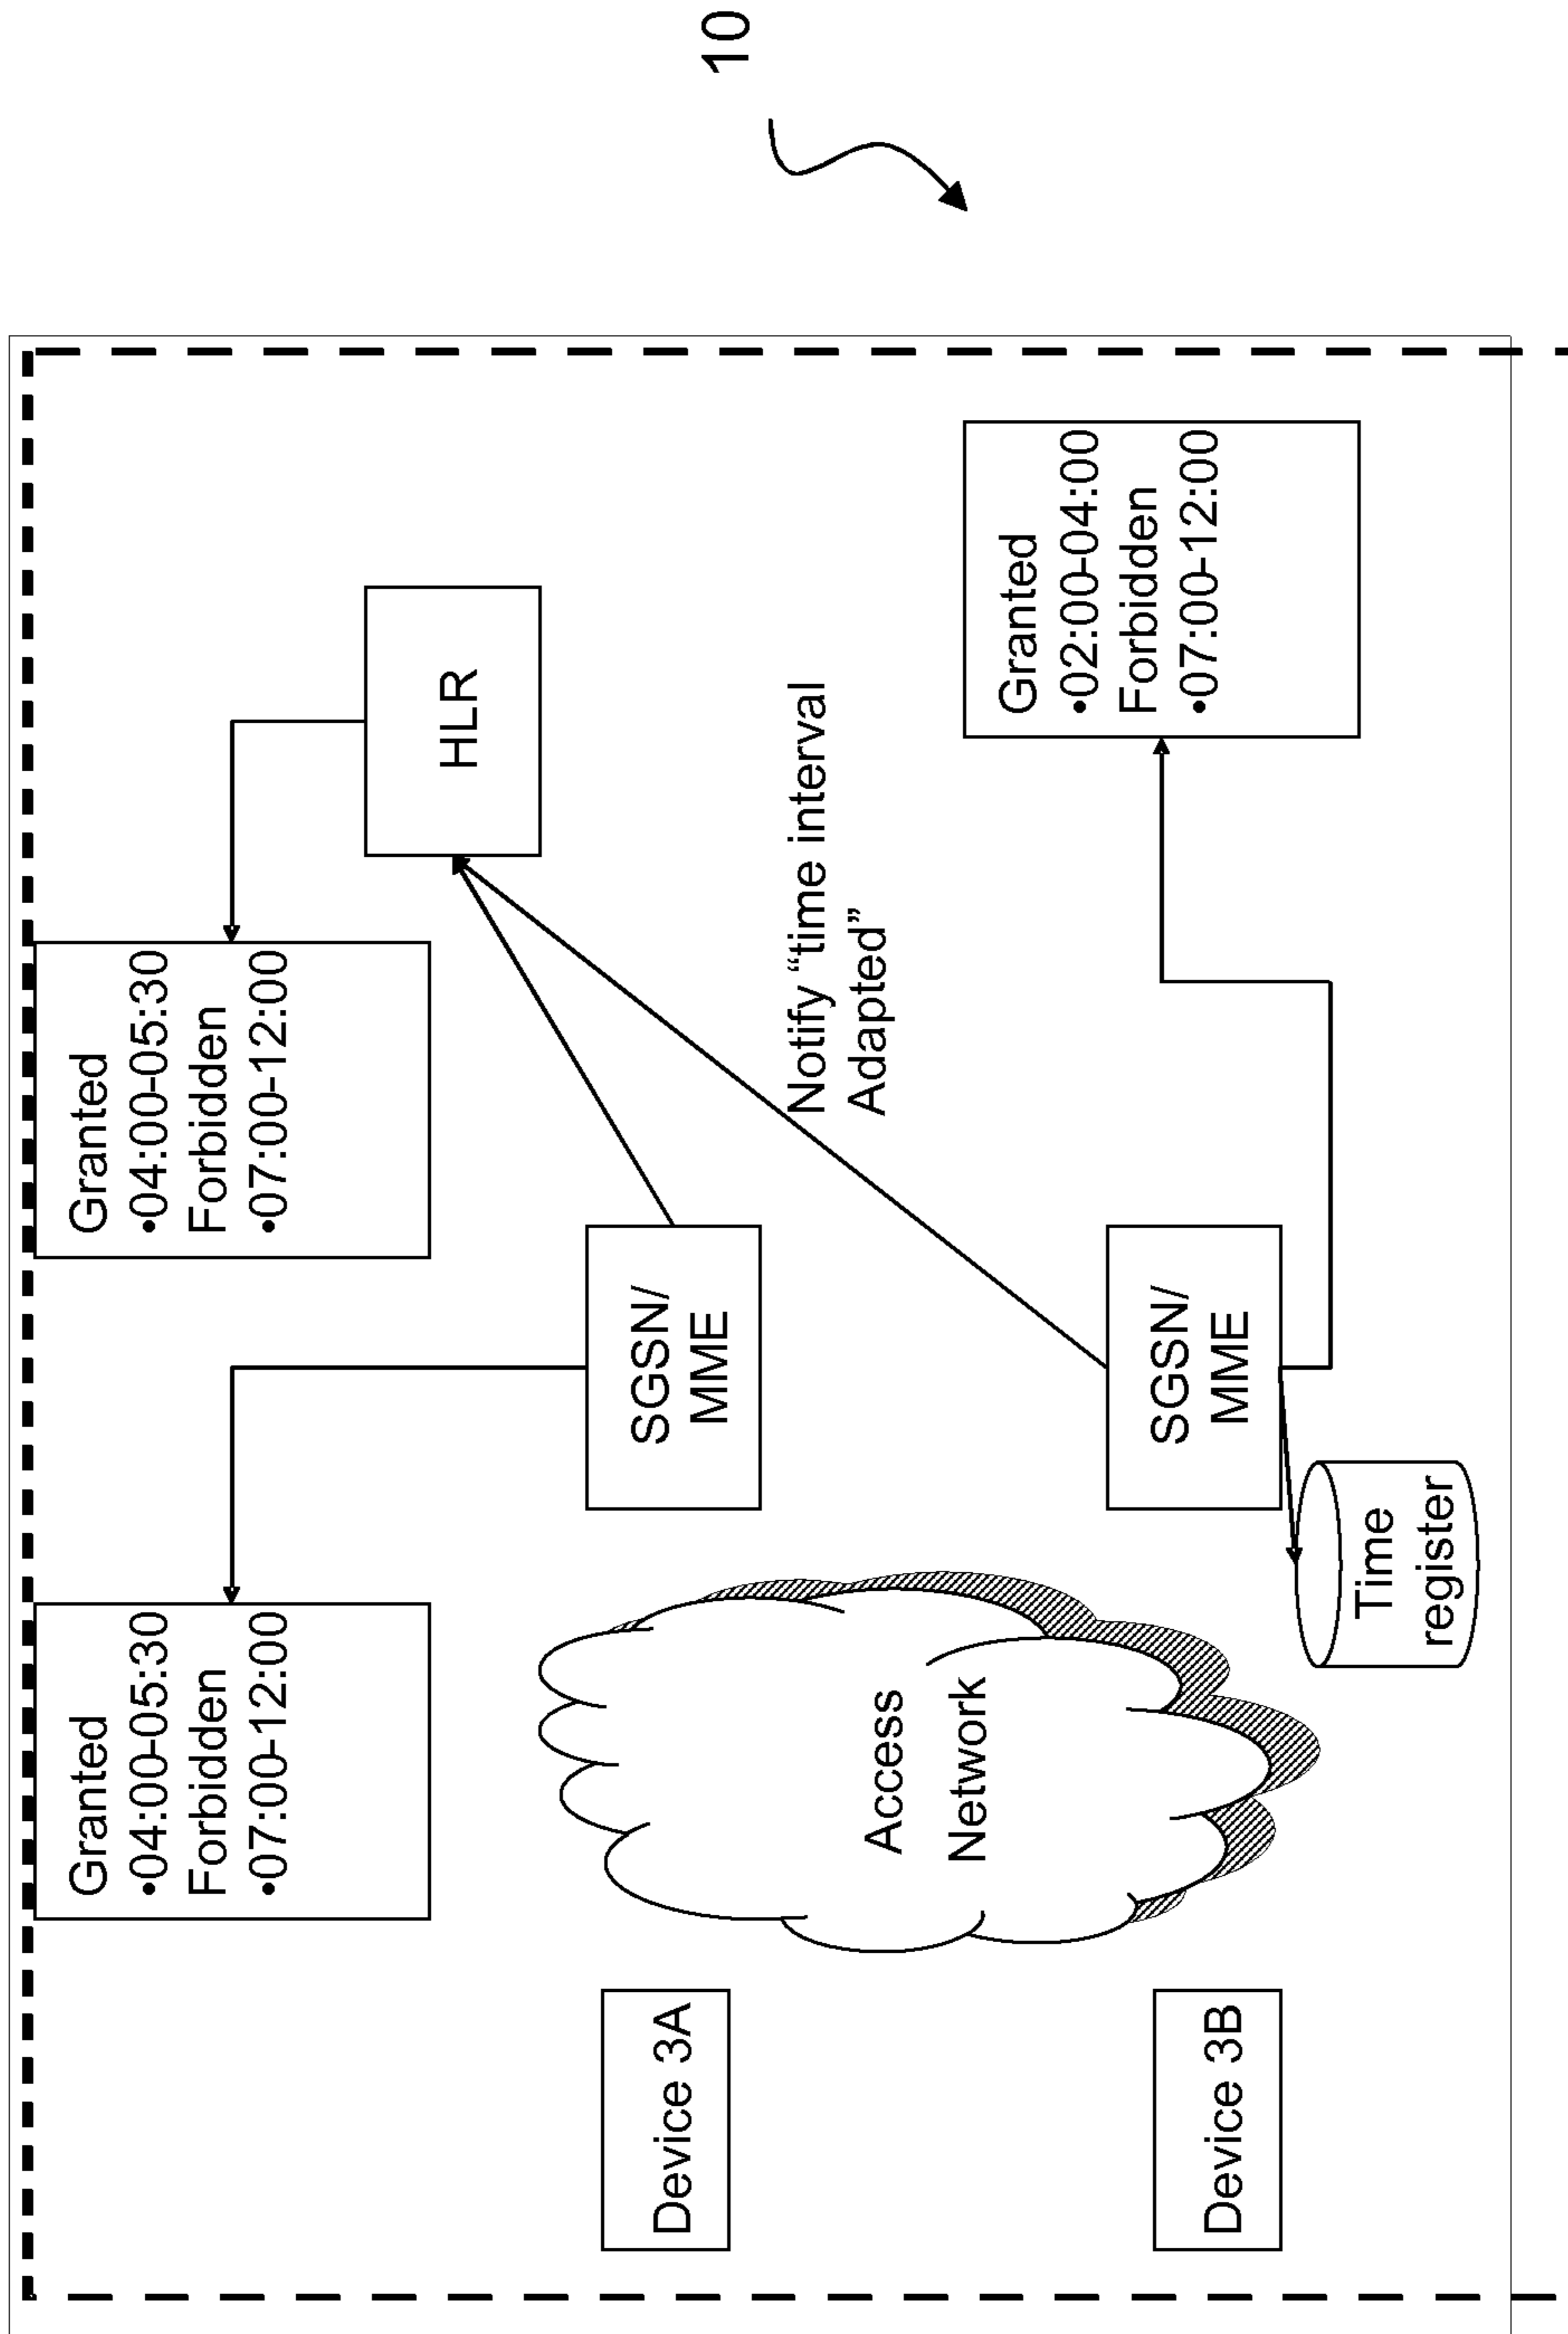 10
Granted
•04:00-05:30
Forbidden
•07:00-12:00
Granted
•04:00-05:30
Forbidden
•07:00-12:00
HLR
SGSN/
MME
Device 3A
Access
Network
Notify “time interval
Adapted”
Granted
•02:00-04:00
Forbidden
•07:00-12:00
SGSN/
MME
Device 3B
Time
register